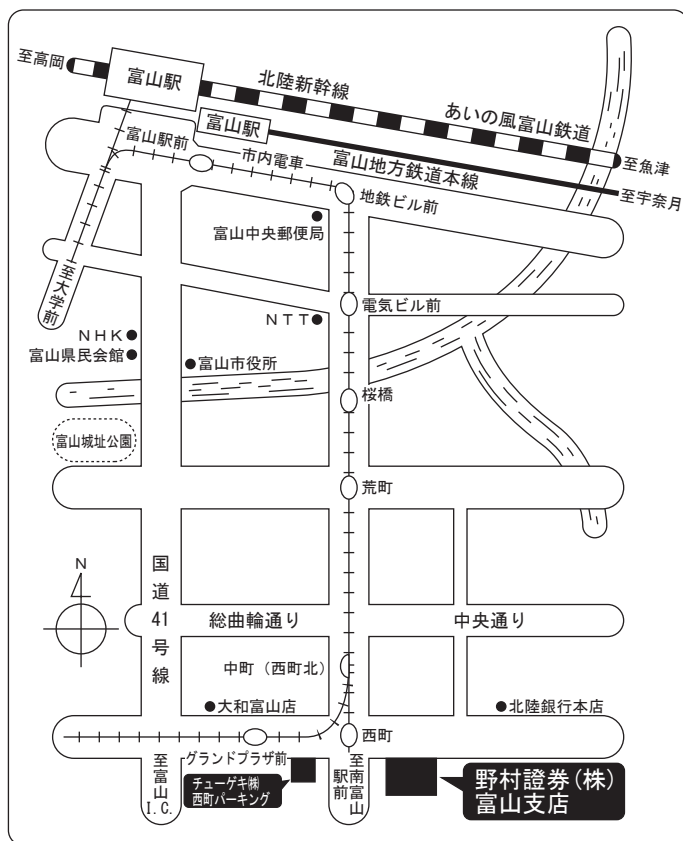 至高岡
富山駅
北陸新幹線
あいの風富山鉄道
富山駅
富山駅前
市内電車
富山地方鉄道本線
至魚津
至宇奈月
地鉄ビル前
富山中央郵便局
至大学前
電気ビル前
NTT
NHK
富山県民会館
富山市役所
桜橋
富山城址公園
荒町
N
国道41号線
総曲輪通り
中央通り
中町（西町北）
大和富山店
北陸銀行本店
西町
グランドプラザ前
至富山I.C.
チューゲキ㈱
西町パーキング
至南富山
駅前
野村證券(株)
富山支店